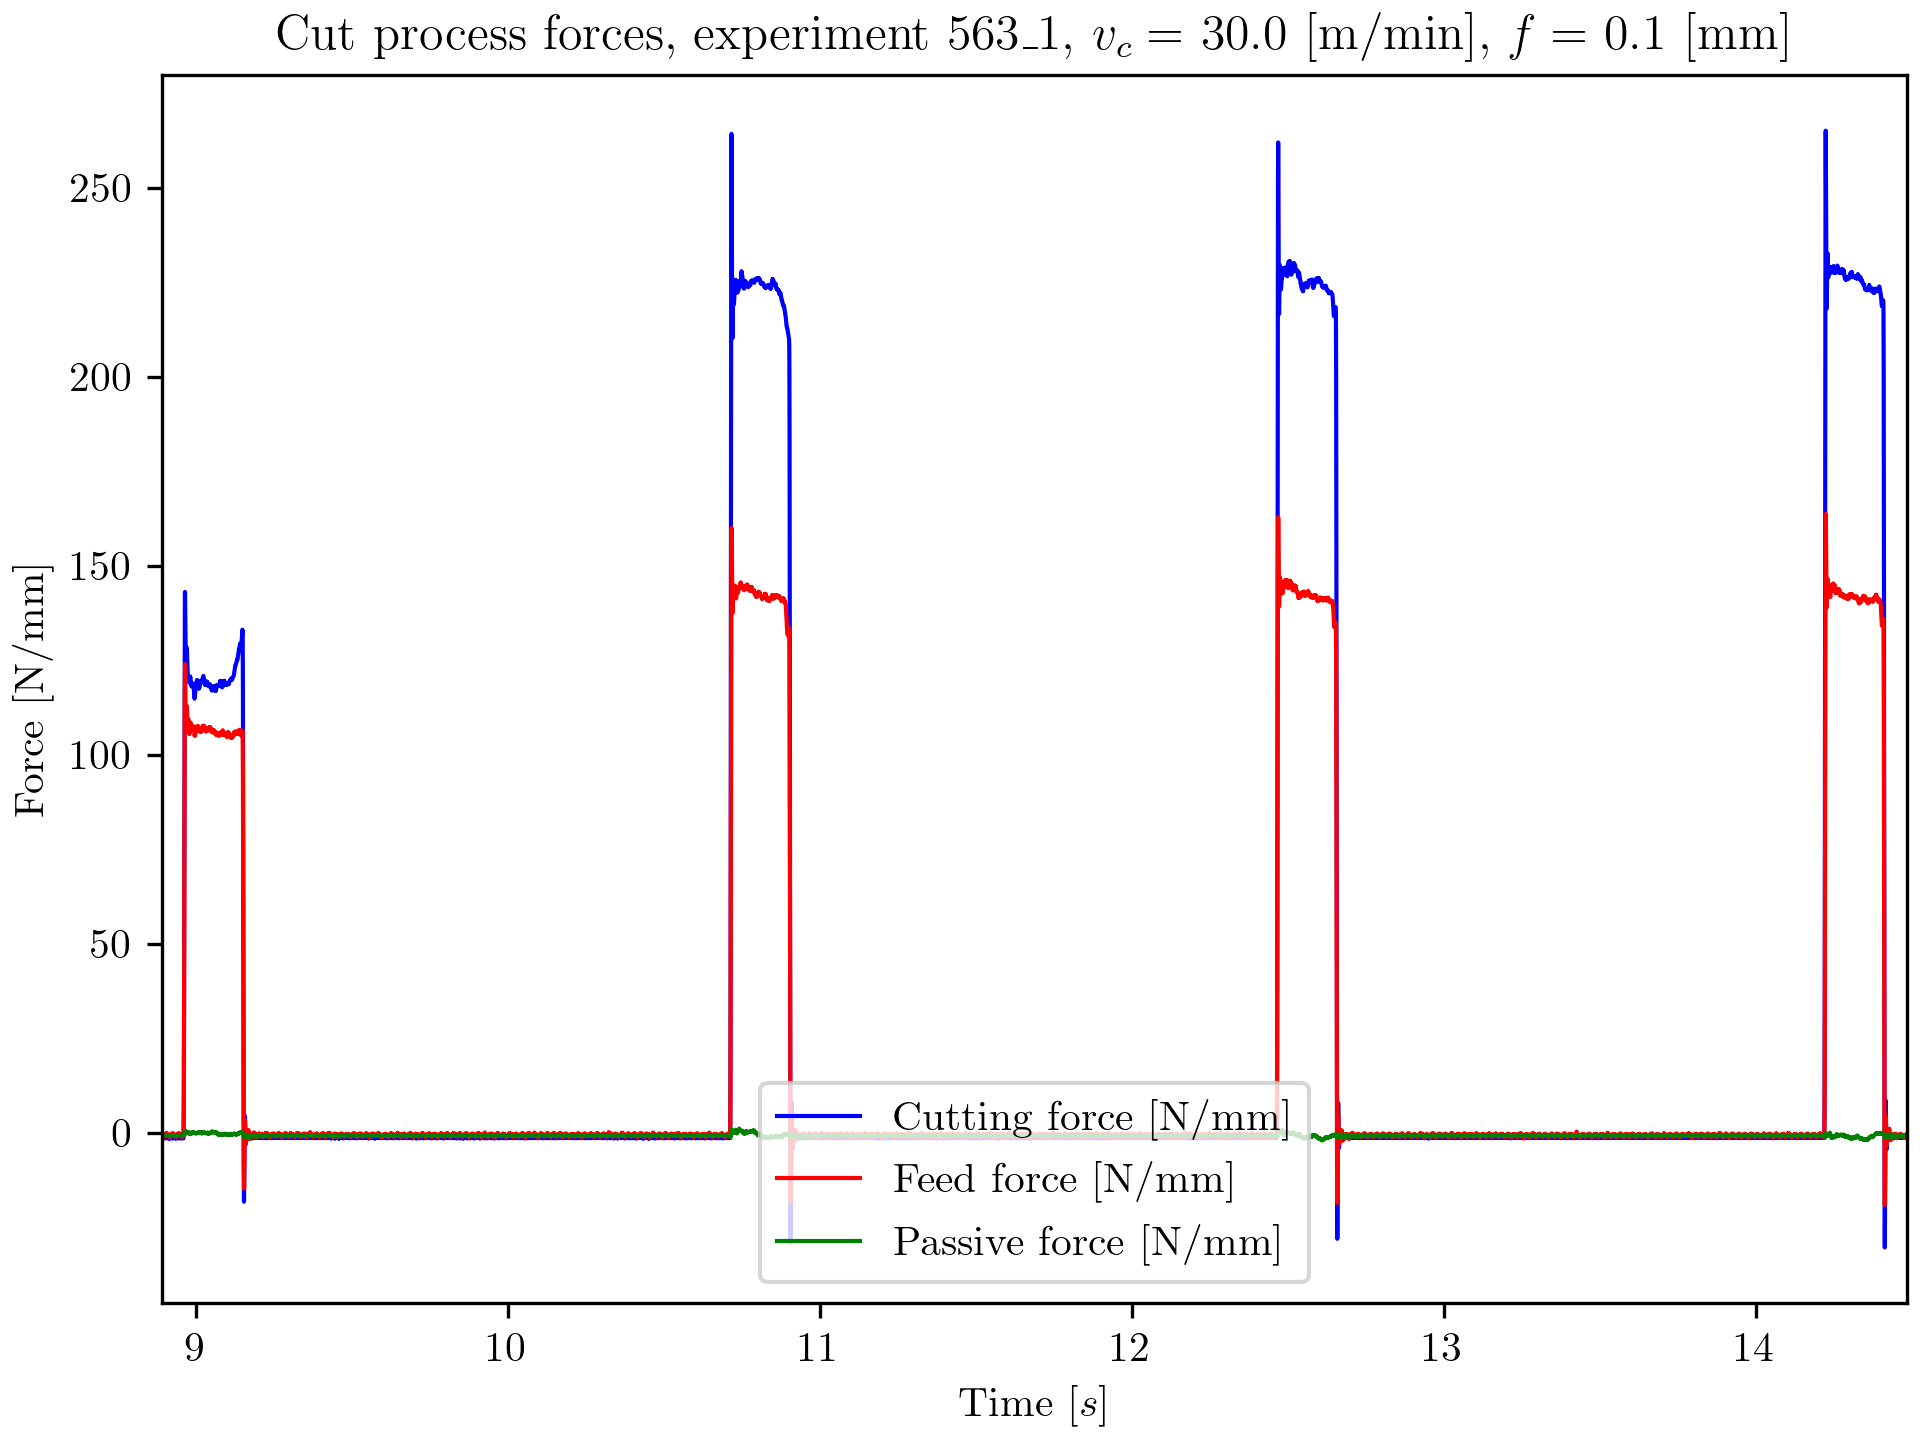 Cut process forces, experiment 563_1, v_c = 30.0 [m/min], f = 0.1 [mm]
Force [N/mm]
250
200
150
100
50
0
Cutting force [N/mm]
Feed force [N/mm]
Passive force [N/mm]
9 10 11 12 13 14
Time [s]